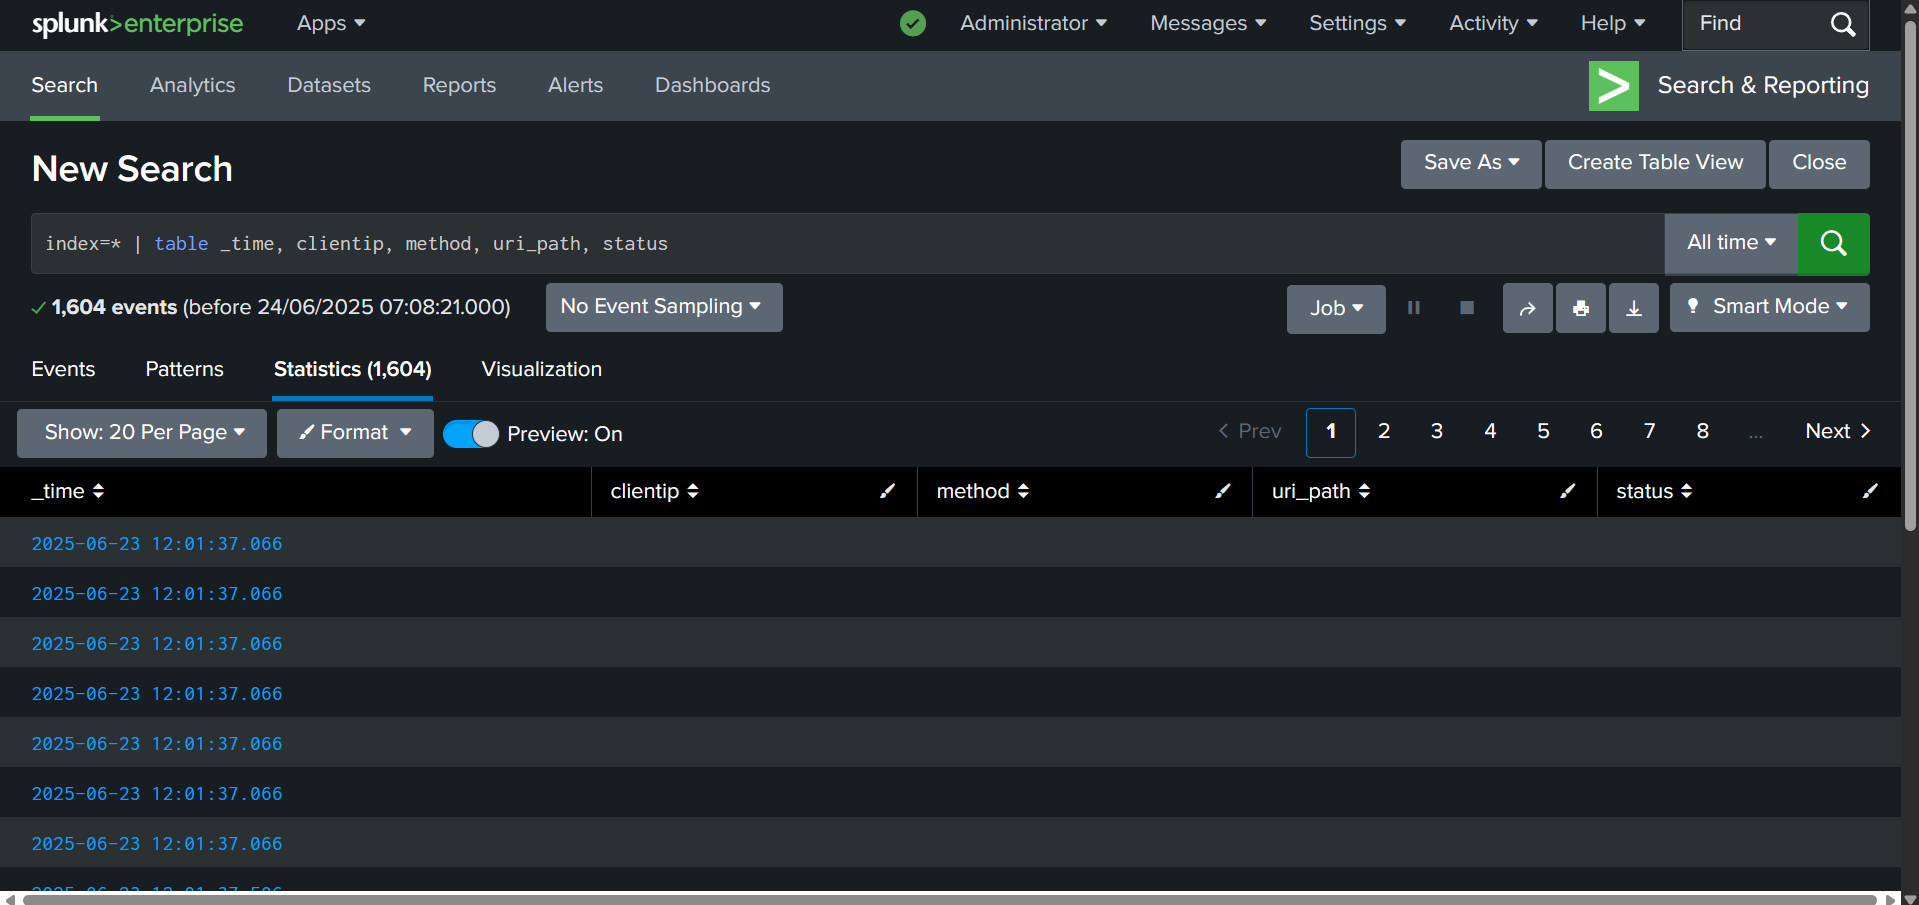 splunk>enterprise Apps Administrator Messages Settings Activity Help Find
Search Analytics Datasets Reports Alerts Dashboards Search & Reporting
New Search Save As Create Table View Close
index=* | table _time, clientip, method, uri_path, status All time
1,604 events (before 24/06/2025 07:08:21.000) No Event Sampling Job Smart Mode
Events Patterns Statistics (1,604) Visualization
Show: 20 Per Page Format Preview: On Prev 1 2 3 4 5 6 7 8 ... Next
_time clientip method uri_path status
2025-06-23 12:01:37.066
2025-06-23 12:01:37.066
2025-06-23 12:01:37.066
2025-06-23 12:01:37.066
2025-06-23 12:01:37.066
2025-06-23 12:01:37.066
2025-06-23 12:01:37.066